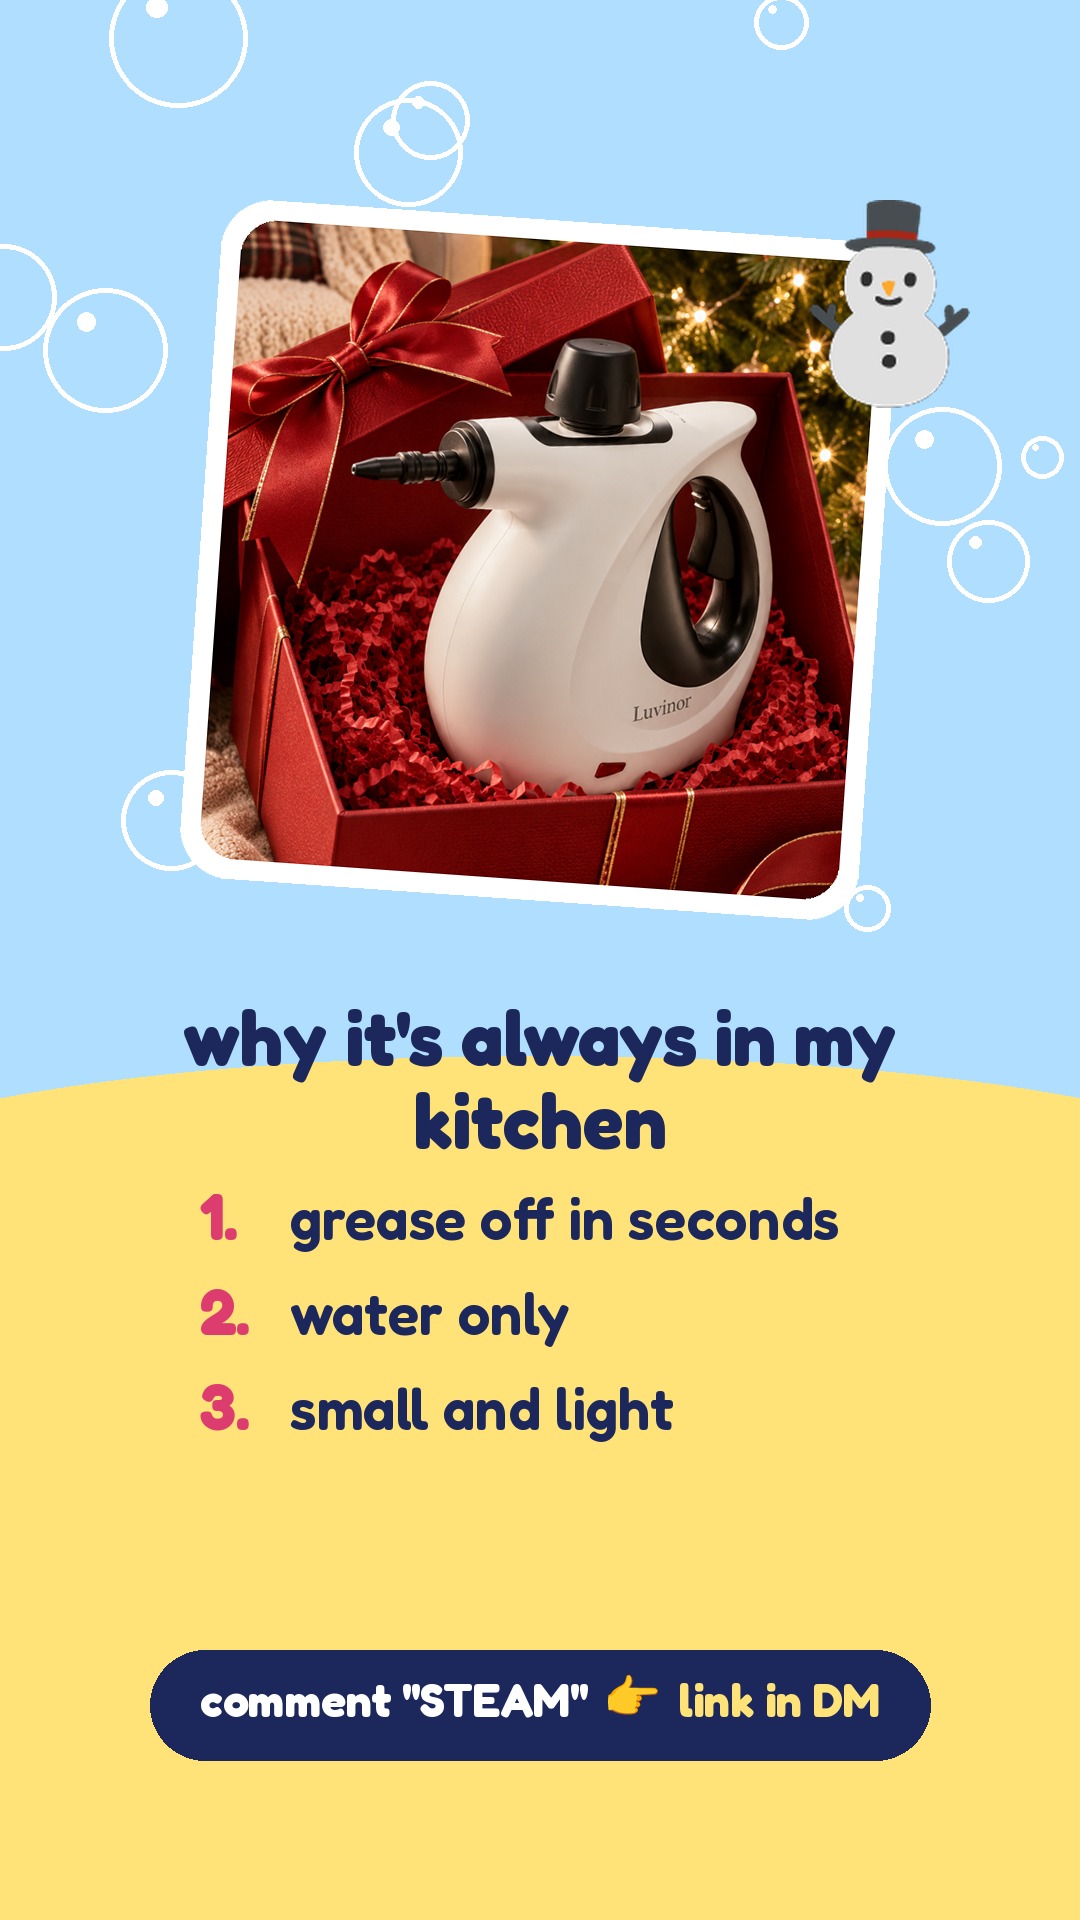 Luvinor
why it's always in my
kitchen
1. grease off in seconds
2. water only
3. small and light
comment "STEAM" 👉 link in DM